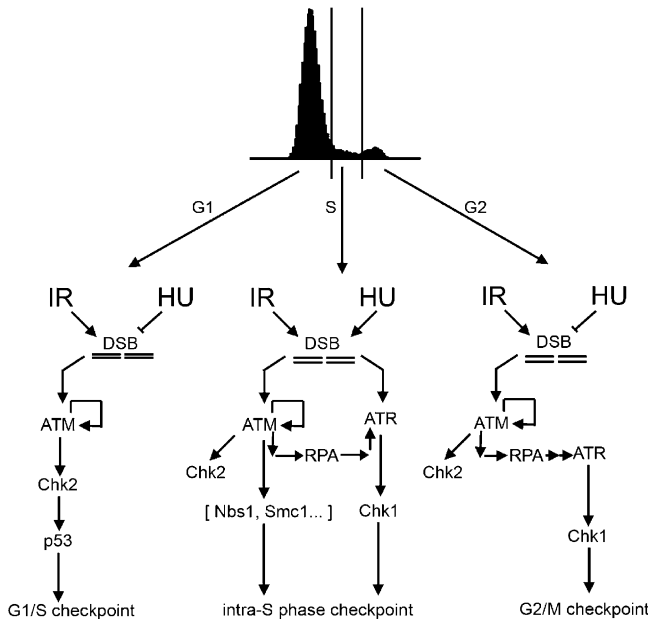 G1
S
G2
IR
HU
IR
HU
IR
HU
DSB
DSB
DSB
ATM
ATM
ATR
ATM
Chk2
Chk2
RPA
Chk2
RPA
ATR
[ Nbs1, Smc1... ]
Chk1
p53
Chk1
G1/S checkpoint
intra-S phase checkpoint
G2/M checkpoint